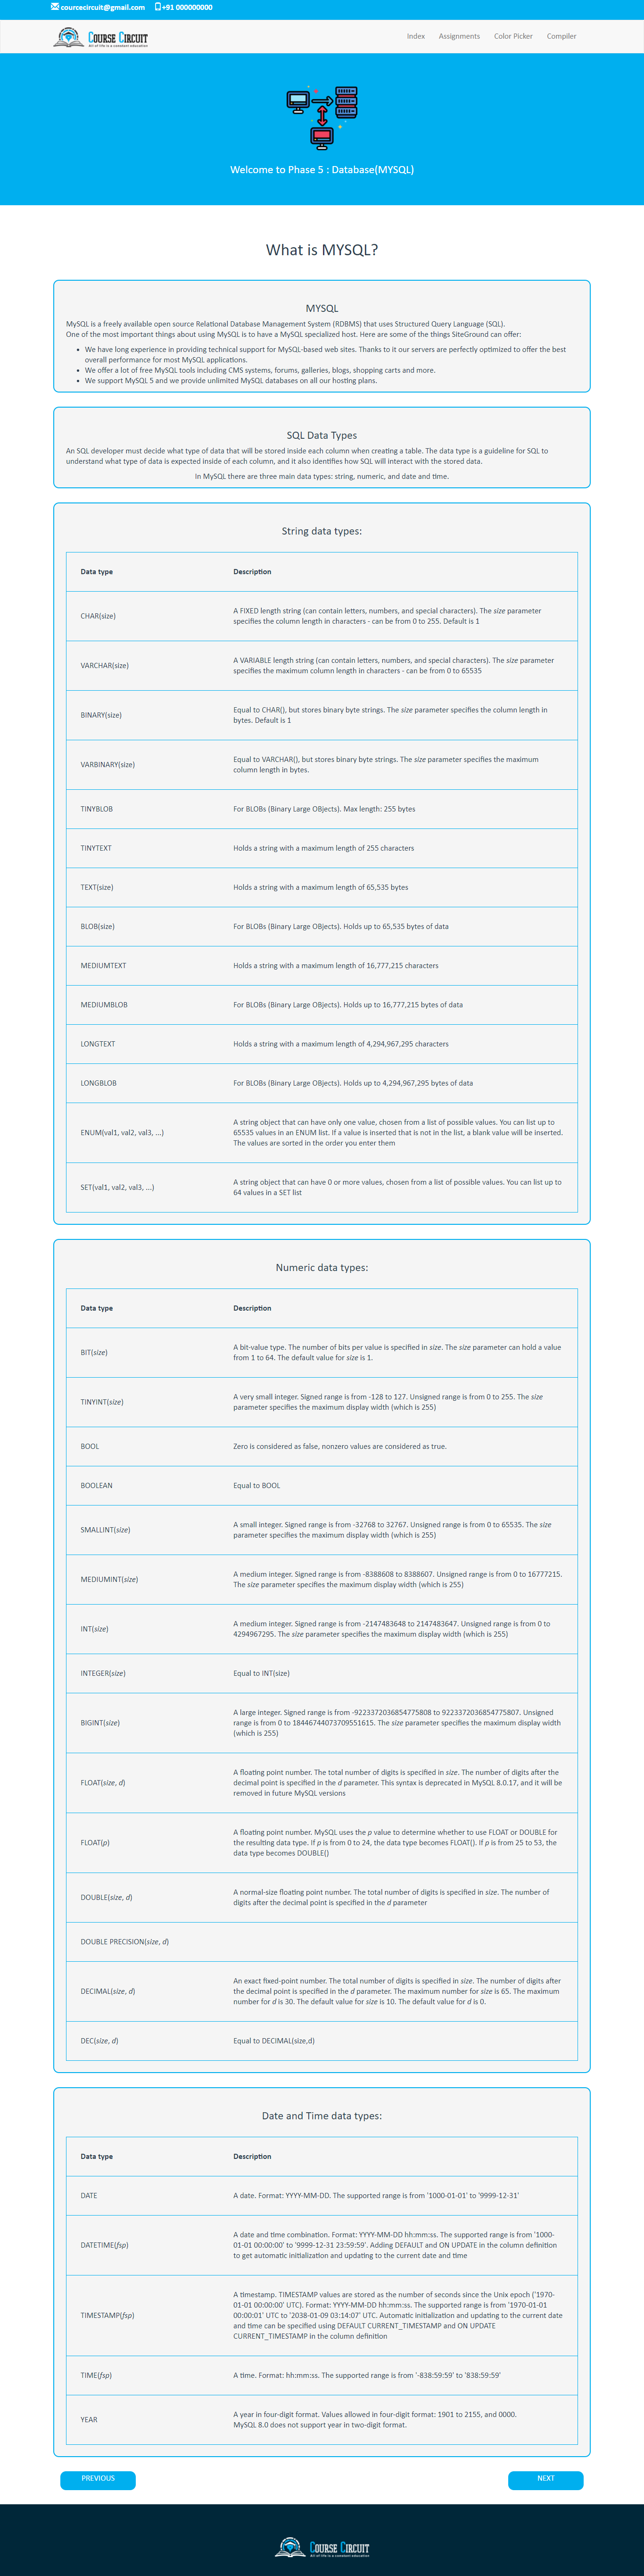 courcecircuit@gmail.com +91 000000000
COURSE CIRCUIT
All of life is a constant education
Index Assignments Color Picker Compiler
Welcome to Phase 5 : Database(MYSQL)
What is MYSQL?
MYSQL
MySQL is a freely available open source Relational Database Management System (RDBMS) that uses Structured Query Language (SQL).
One of the most important things about using MySQL is to have a MySQL specialized host. Here are some of the things SiteGround can offer:
• We have long experience in providing technical support for MySQL-based web sites. Thanks to it our servers are perfectly optimized to offer the best
overall performance for most MySQL applications.
• We offer a lot of free MySQL tools including CMS systems, forums, galleries, blogs, shopping carts and more.
• We support MySQL 5 and we provide unlimited MySQL databases on all our hosting plans.
SQL Data Types
An SQL developer must decide what type of data that will be stored inside each column when creating a table. The data type is a guideline for SQL to
understand what type of data is expected inside of each column, and it also identifies how SQL will interact with the stored data.
In MySQL there are three main data types: string, numeric, and date and time.
String data types:
Data type Description
CHAR(size) A FIXED length string (can contain letters, numbers, and special characters). The size parameter
specifies the column length in characters - can be from 0 to 255. Default is 1
VARCHAR(size) A VARIABLE length string (can contain letters, numbers, and special characters). The size parameter
specifies the maximum column length in characters - can be from 0 to 65535
BINARY(size) Equal to CHAR(), but stores binary byte strings. The size parameter specifies the column length in
bytes. Default is 1
VARBINARY(size) Equal to VARCHAR(), but stores binary byte strings. The size parameter specifies the maximum
column length in bytes.
TINYBLOB For BLOBs (Binary Large OBjects). Max length: 255 bytes
TINYTEXT Holds a string with a maximum length of 255 characters
TEXT(size) Holds a string with a maximum length of 65,535 bytes
BLOB(size) For BLOBs (Binary Large OBjects). Holds up to 65,535 bytes of data
MEDIUMTEXT Holds a string with a maximum length of 16,777,215 characters
MEDIUMBLOB For BLOBs (Binary Large OBjects). Holds up to 16,777,215 bytes of data
LONGTEXT Holds a string with a maximum length of 4,294,967,295 characters
LONGBLOB For BLOBs (Binary Large OBjects). Holds up to 4,294,967,295 bytes of data
ENUM(val1, val2, val3, ...) A string object that can have only one value, chosen from a list of possible values. You can list up to
65535 values in an ENUM list. If a value is inserted that is not in the list, a blank value will be inserted.
The values are sorted in the order you enter them
SET(val1, val2, val3, ...) A string object that can have 0 or more values, chosen from a list of possible values. You can list up to
64 values in a SET list
Numeric data types:
Data type Description
BIT(size) A bit-value type. The number of bits per value is specified in size. The size parameter can hold a value
from 1 to 64. The default value for size is 1.
TINYINT(size) A very small integer. Signed range is from -128 to 127. Unsigned range is from 0 to 255. The size
parameter specifies the maximum display width (which is 255)
BOOL Zero is considered as false, nonzero values are considered as true.
BOOLEAN Equal to BOOL
SMALLINT(size) A small integer. Signed range is from -32768 to 32767. Unsigned range is from 0 to 65535. The size
parameter specifies the maximum display width (which is 255)
MEDIUMINT(size) A medium integer. Signed range is from -8388608 to 8388607. Unsigned range is from 0 to 16777215.
The size parameter specifies the maximum display width (which is 255)
INT(size) A medium integer. Signed range is from -2147483648 to 2147483647. Unsigned range is from 0 to
4294967295. The size parameter specifies the maximum display width (which is 255)
INTEGER(size) Equal to INT(size)
BIGINT(size) A large integer. Signed range is from -9223372036854775808 to 9223372036854775807. Unsigned
range is from 0 to 18446744073709551615. The size parameter specifies the maximum display width
(which is 255)
FLOAT(size, d) A floating point number. The total number of digits is specified in size. The number of digits after the
decimal point is specified in the d parameter. This syntax is deprecated in MySQL 8.0.17, and it will be
removed in future MySQL versions
FLOAT(p) A floating point number. MySQL uses the p value to determine whether to use FLOAT or DOUBLE for
the resulting data type. If p is from 0 to 24, the data type becomes FLOAT(). If p is from 25 to 53, the
data type becomes DOUBLE()
DOUBLE(size, d) A normal-size floating point number. The total number of digits is specified in size. The number of
digits after the decimal point is specified in the d parameter
DOUBLE PRECISION(size, d)
DECIMAL(size, d) An exact fixed-point number. The total number of digits is specified in size. The number of digits after
the decimal point is specified in the d parameter. The maximum number for size is 65. The maximum
number for d is 30. The default value for size is 10. The default value for d is 0.
DEC(size, d) Equal to DECIMAL(size,d)
Date and Time data types:
Data type Description
DATE A date. Format: YYYY-MM-DD. The supported range is from '1000-01-01' to '9999-12-31'
DATETIME(fsp) A date and time combination. Format: YYYY-MM-DD hh:mm:ss. The supported range is from '1000-
01-01 00:00:00' to '9999-12-31 23:59:59'. Adding DEFAULT and ON UPDATE in the column definition
to get automatic initialization and updating to the current date and time
TIMESTAMP(fsp) A timestamp. TIMESTAMP values are stored as the number of seconds since the Unix epoch ('1970-
01-01 00:00:00' UTC). Format: YYYY-MM-DD hh:mm:ss. The supported range is from '1970-01-01
00:00:01' UTC to '2038-01-09 03:14:07' UTC. Automatic initialization and updating to the current date
and time can be specified using DEFAULT CURRENT_TIMESTAMP and ON UPDATE
CURRENT_TIMESTAMP in the column definition
TIME(fsp) A time. Format: hh:mm:ss. The supported range is from '-838:59:59' to '838:59:59'
YEAR A year in four-digit format. Values allowed in four-digit format: 1901 to 2155, and 0000.
MySQL 8.0 does not support year in two-digit format.
PREVIOUS NEXT
COURSE CIRCUIT
All of life is a constant education